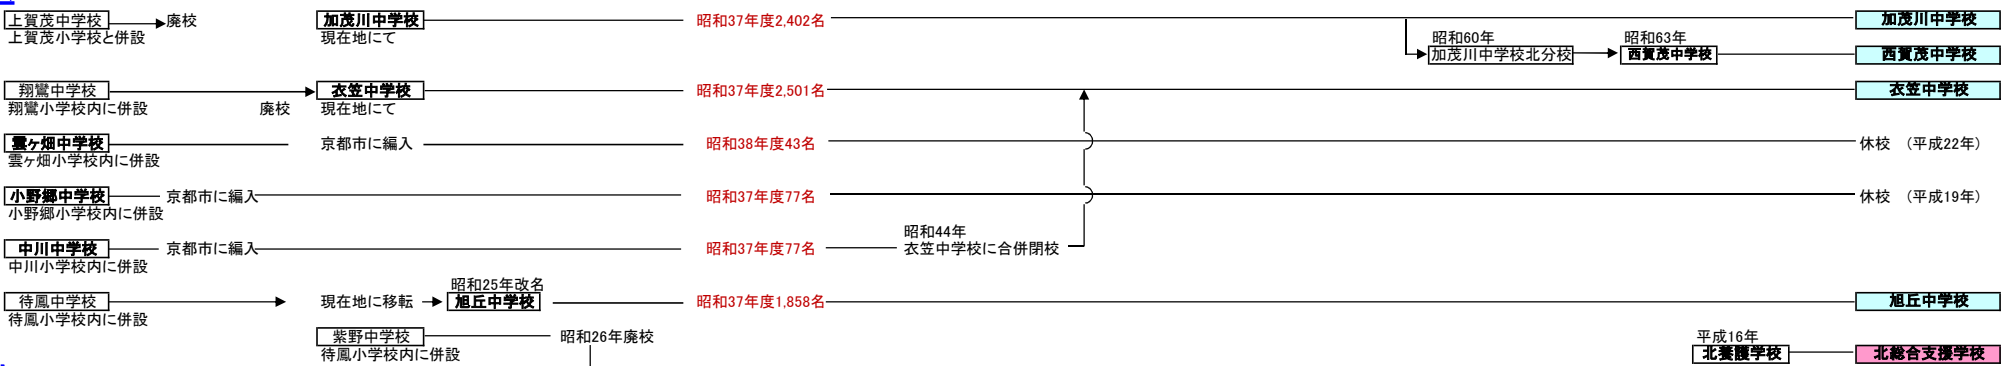 上賀茂中学校 廃校 加茂川中学校 昭和37年度2,402名 加茂川中学校
上賀茂小学校と併設 現在地にて 昭和60年 昭和63年
加茂川中学校北分校 西賀茂中学校 西賀茂中学校
翔鸞中学校 衣笠中学校 昭和37年度2,501名 衣笠中学校
翔鸞小学校内に併設 廃校 現在地にて
雲ヶ畑中学校 京都市に編入 昭和38年度43名 休校 （平成22年）
雲ヶ畑小学校内に併設
小野郷中学校 京都市に編入 昭和37年度77名 休校 （平成19年）
小野郷小学校内に併設
昭和44年
中川中学校 京都市に編入 昭和37年度77名 衣笠中学校に合併閉校
中川小学校内に併設
昭和25年改名
待鳳中学校 現在地に移転 旭丘中学校 昭和37年度1,858名 旭丘中学校
待鳳小学校内に併設
紫野中学校 昭和26年廃校 平成16年
待鳳小学校内に併設 北養護学校 北総合支援学校